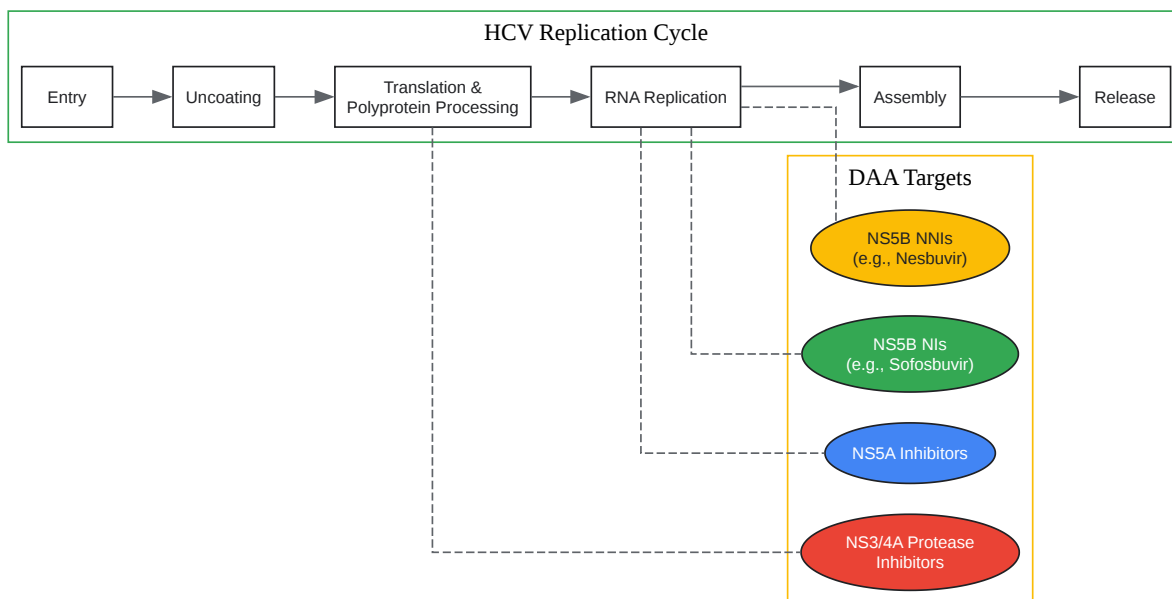 HCV Replication Cycle
Entry
Uncoating
Translation &
Polyprotein Processing
RNA Replication
Assembly
Release
DAA Targets
NS5B NNIs
(e.g., Nesbuvir)
NS5B NIs
(e.g., Sofosbuvir)
NS5A Inhibitors
NS3/4A Protease
Inhibitors